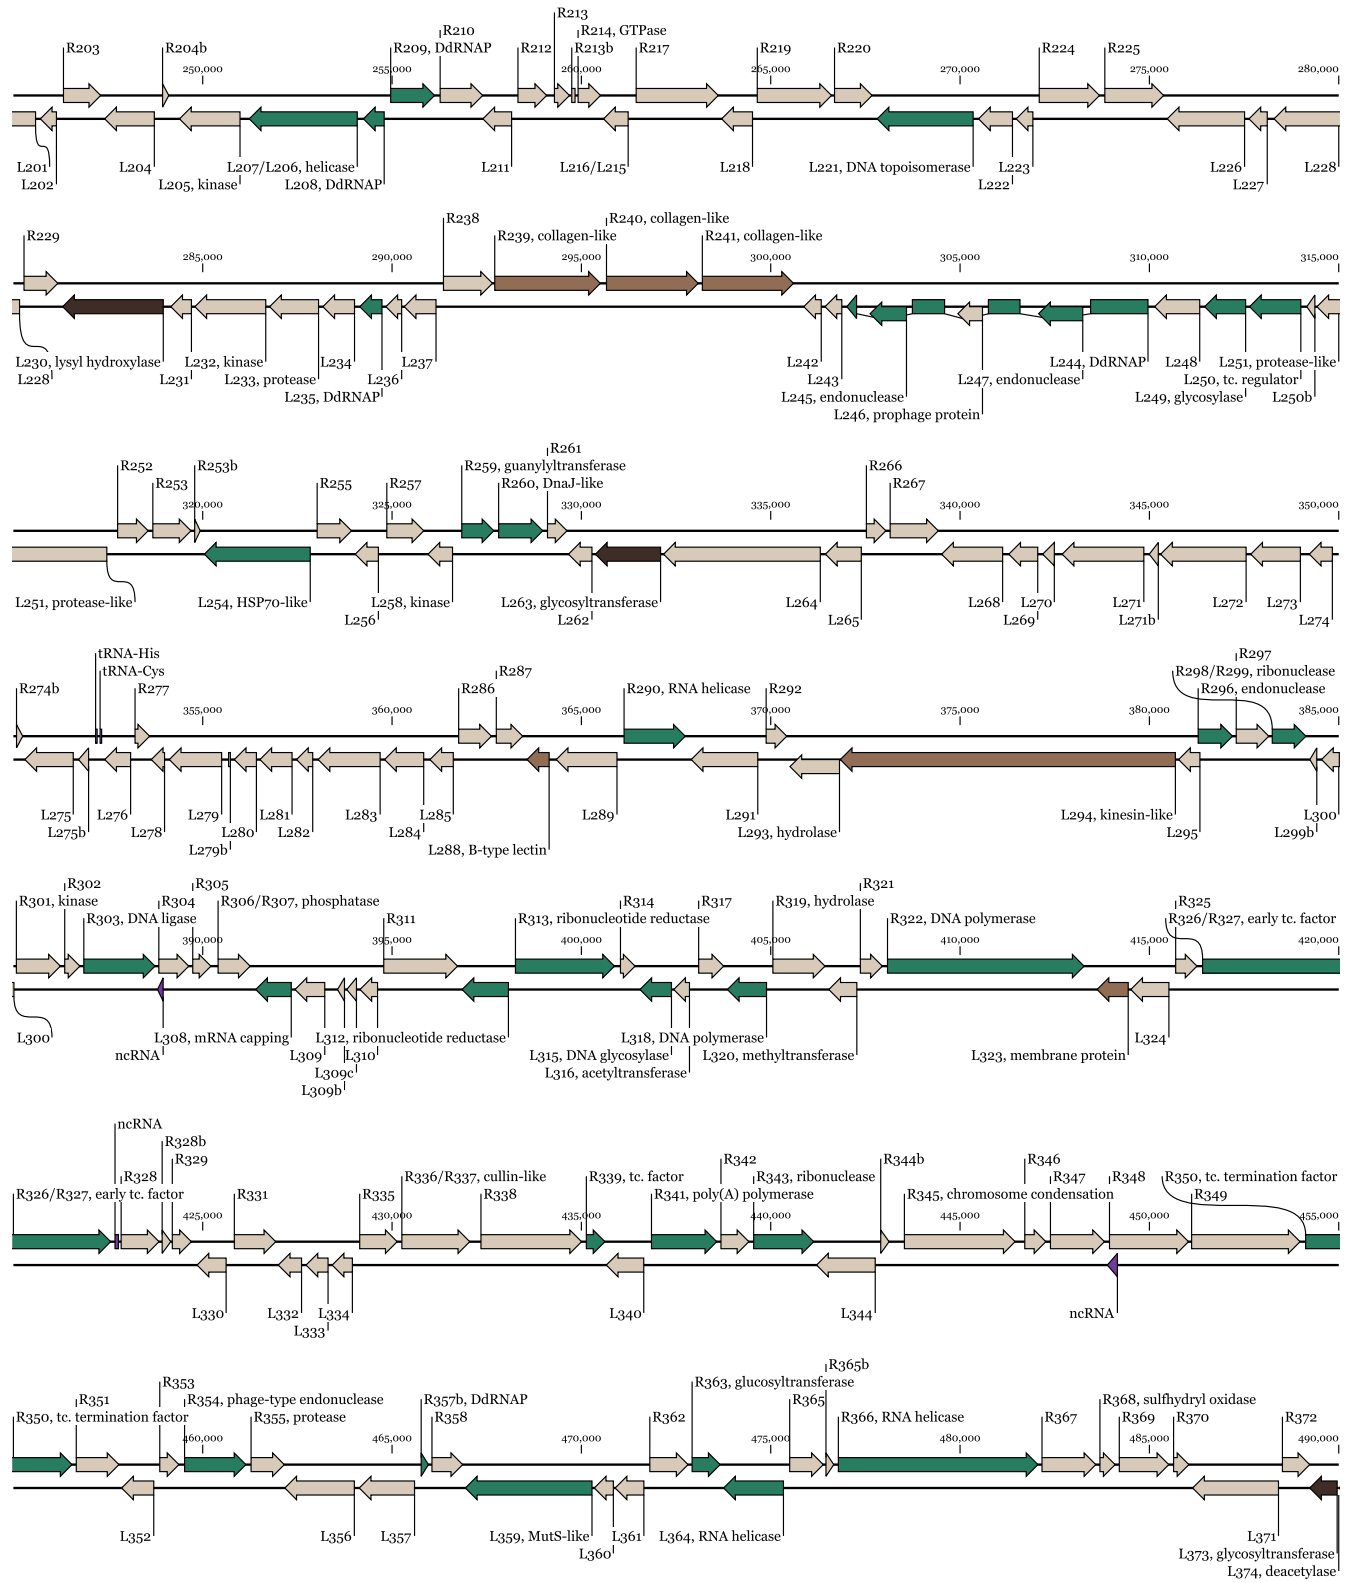 R213
R210 R214, GTPase
R203 R204b R209, DdRNAP R212 R213b R217 R219 R220 R224 R225
250,000 255,000 260,000 265,000 270,000 275,000 280,000
L201 L204 L207/L206, helicase L211 L216/L215 L218 L221, DNA topoisomerase L223 L226 L228
L202 L205, kinase L208, DdRNAP L222 L227
R238 R240, collagen-like
R229 R239, collagen-like R241, collagen-like
285,000 290,000 295,000 300,000 305,000 310,000 315,000
L230, lysyl hydroxylase L232, kinase L234 L237 L242 L244, DdRNAP L248 L251, protease-like
L228 L231 L233, protease L236 L243 L247, endonuclease L250, tc. regulator
L235, DdRNAP L245, endonuclease L249, glycosylase L250b
L246, prophage protein
R261
R252 R253b R255 R257 R259, guanylyltransferase R266
R253 R260, DnaJ-like R267
320,000 325,000 330,000 335,000 340,000 345,000 350,000
L251, protease-like L254, HSP70-like L258, kinase L263, glycosyltransferase L264 L268 L270 L271 L272 L273
L256 L262 L265 L269 L271b L274
tRNA-His R297
tRNA-Cys R287 R298/R299, ribonuclease
R274b R277 R286 R290, RNA helicase R292 R296, endonuclease
355,000 360,000 365,000 370,000 375,000 380,000 385,000
L275 L276 L279 L281 L283 L285 L289 L291 L294, kinesin-like L300
L275b L278 L280 L282 L284 L293, hydrolase L295 L299b
L279b L288, B-type lectin
R302 R305 R321
R301, kinase R304 R306/R307, phosphatase R314 R317 R319, hydrolase R325
R303, DNA ligase R311 R313, ribonucleotide reductase R322, DNA polymerase R326/R327, early tc. factor
390,000 395,000 400,000 405,000 410,000 415,000 420,000
L300 L308, mRNA capping L312, ribonucleotide reductase L318, DNA polymerase L324
ncRNA L309 L310 L315, DNA glycosylase L320, methyltransferase L323, membrane protein
L309c L316, acetyltransferase
L309b
ncRNA
R328b
R329 R342 R344b R346
R328 R336/R337, cullin-like R339, tc. factor R343, ribonuclease R347 R348 R350, tc. termination factor
R326/R327, early tc. factor R331 R335 R338 R341, poly(A) polymerase R345, chromosome condensation R349
425,000 430,000 435,000 440,000 445,000 450,000 455,000
L330 L332 L334 L340 L344 ncRNA
L333
R365b
R353 R363, glucosyltransferase
R351 R354, phage-type endonuclease R357b, DdRNAP R365 R368, sulfhydryl oxidase
R350, tc. termination factor R355, protease R358 R362 R366, RNA helicase R367 R369 R370 R372
460,000 465,000 470,000 475,000 480,000 485,000 490,000
L352 L356 L357 L359, MutS-like L361 L364, RNA helicase L371
L360 L373, glycosyltransferase
L374, deacetylase